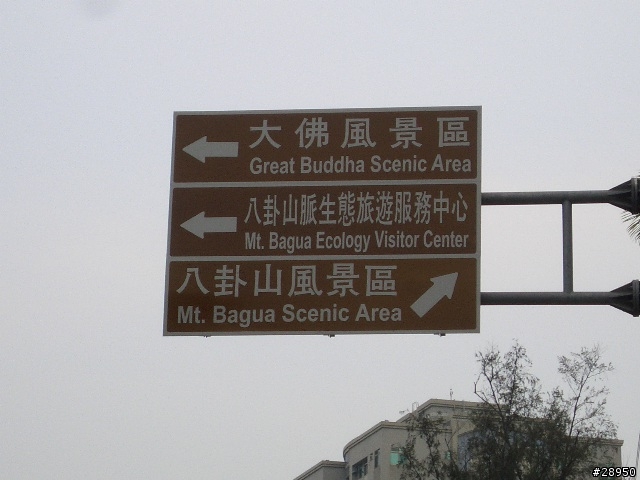 大佛風景區
Great Buddha Scenic Area
八卦山脈生態旅遊服務中心
Mt. Bagua Ecology Visitor Center
八卦山風景區
Mt. Bagua Scenic Area
#28950